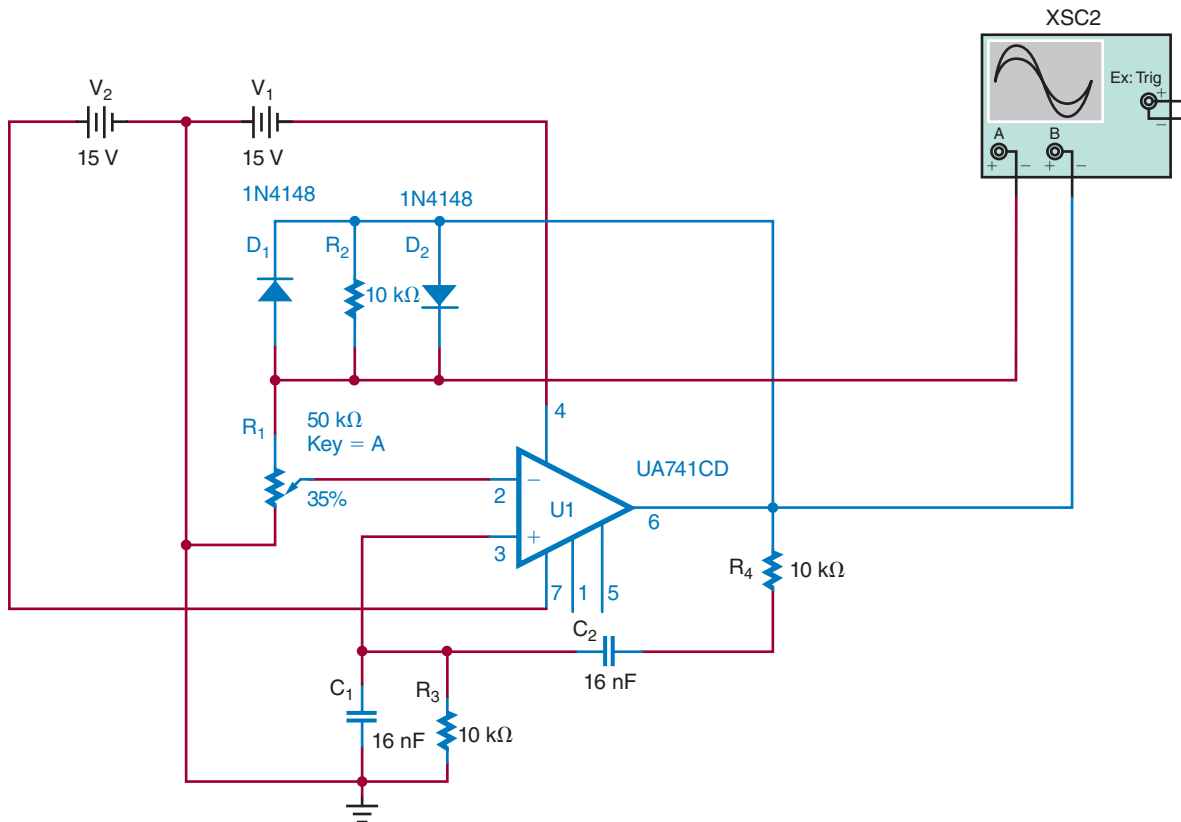 XSC2
V2
V1
Ex: Trig
+
−
15 V
15 V
A
B
+
−
+
−
1N4148
1N4148
D1
R2
D2
10 kΩ
R1
50 kΩ
Key = A
4
35%
−
2
U1
UA741CD
6
+
3
R4
10 kΩ
7
1
5
C2
16 nF
C1
R3
16 nF
10 kΩ